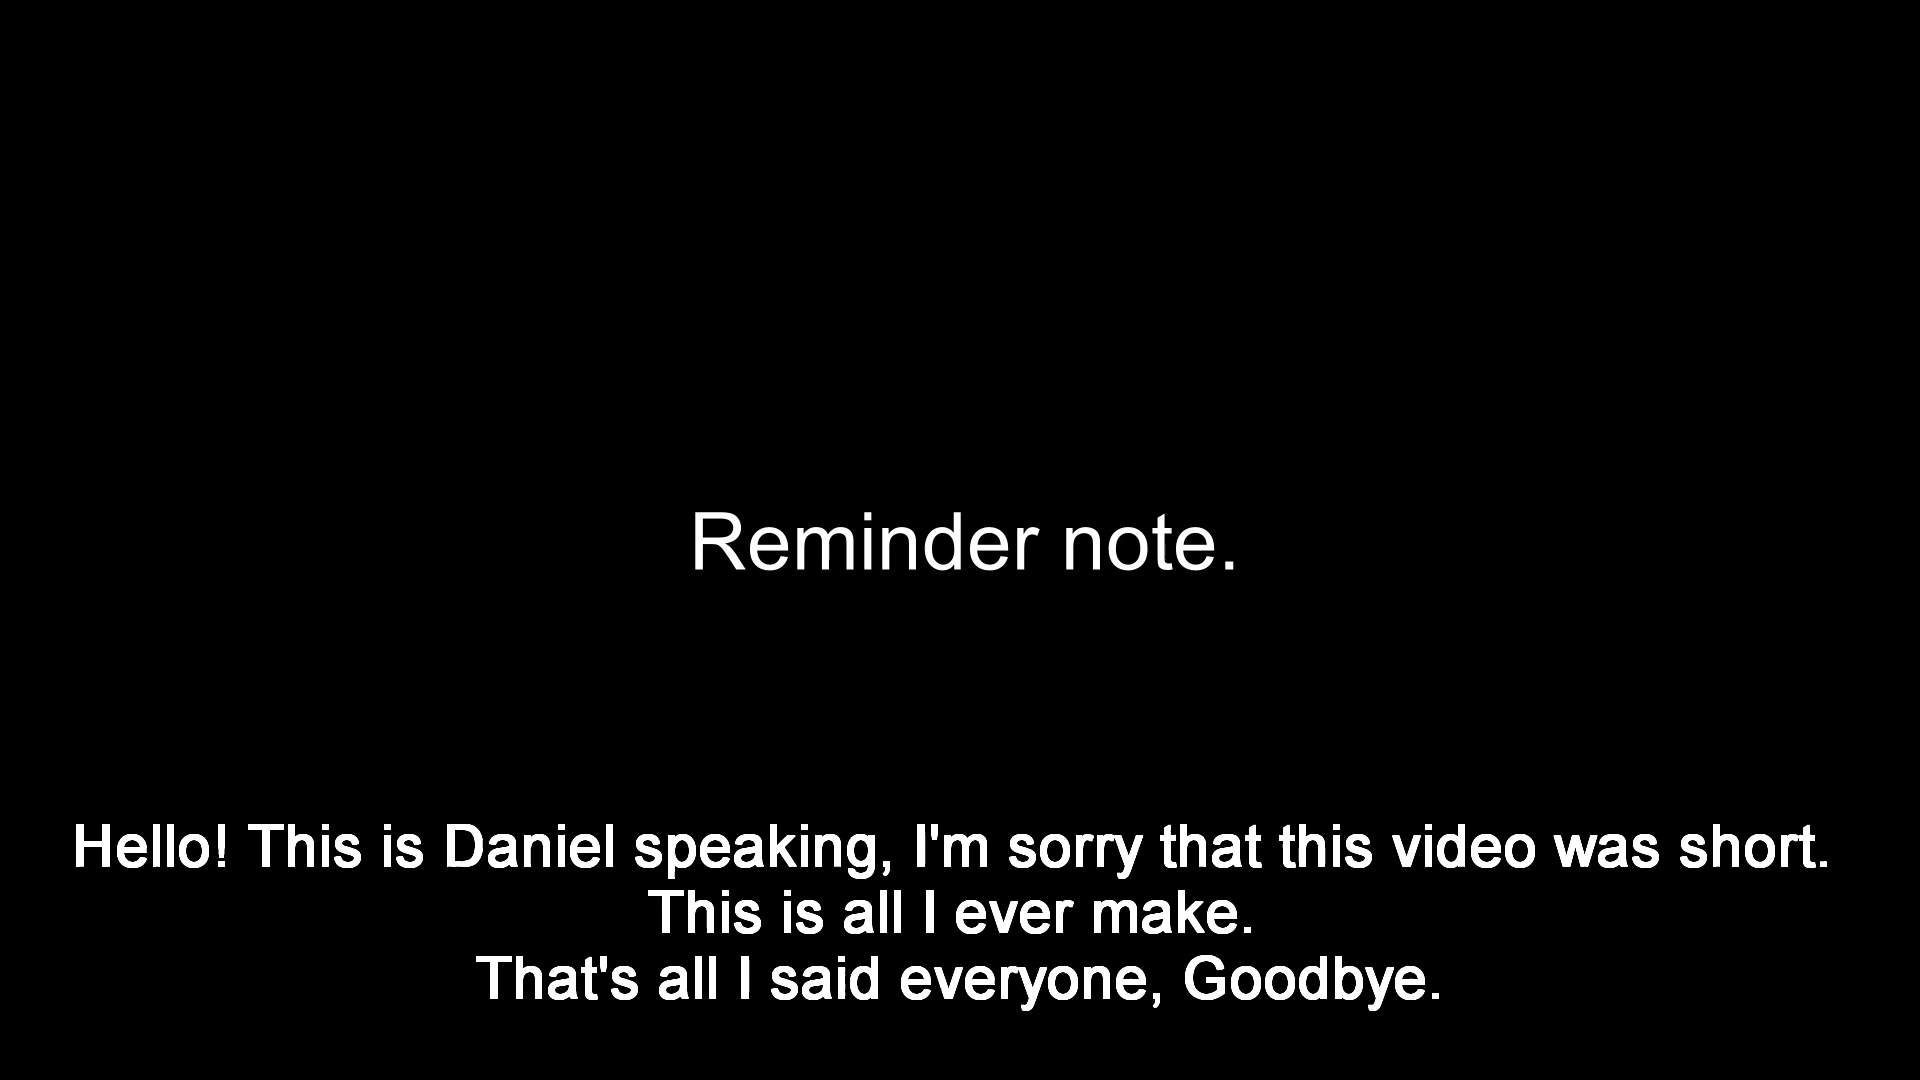 Reminder note.
Hello! This is Daniel speaking, I'm sorry that this video was short.
This is all I ever make.
That's all I said everyone, Goodbye.